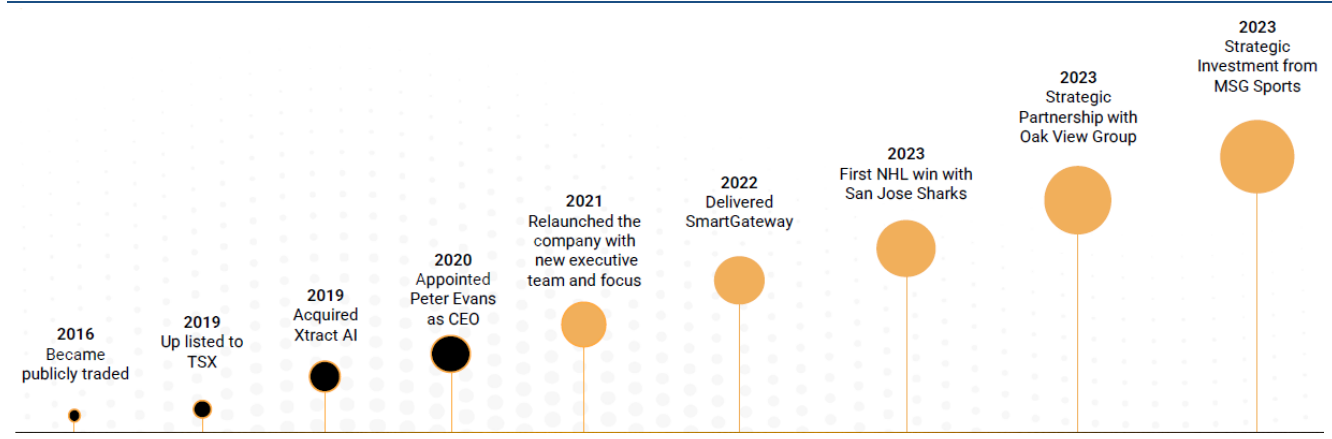 2016
Became
publicly traded
2019
Up listed to
TSX
2019
Acquired
Xtract AI
2020
Appointed
Peter Evans
as CEO
2021
Relaunched the
company with
new executive
team and focus
2022
Delivered
SmartGateway
2023
First NHL win with
San Jose Sharks
2023
Strategic
Partnership with
Oak View Group
2023
Strategic
Investment from
MSG Sports